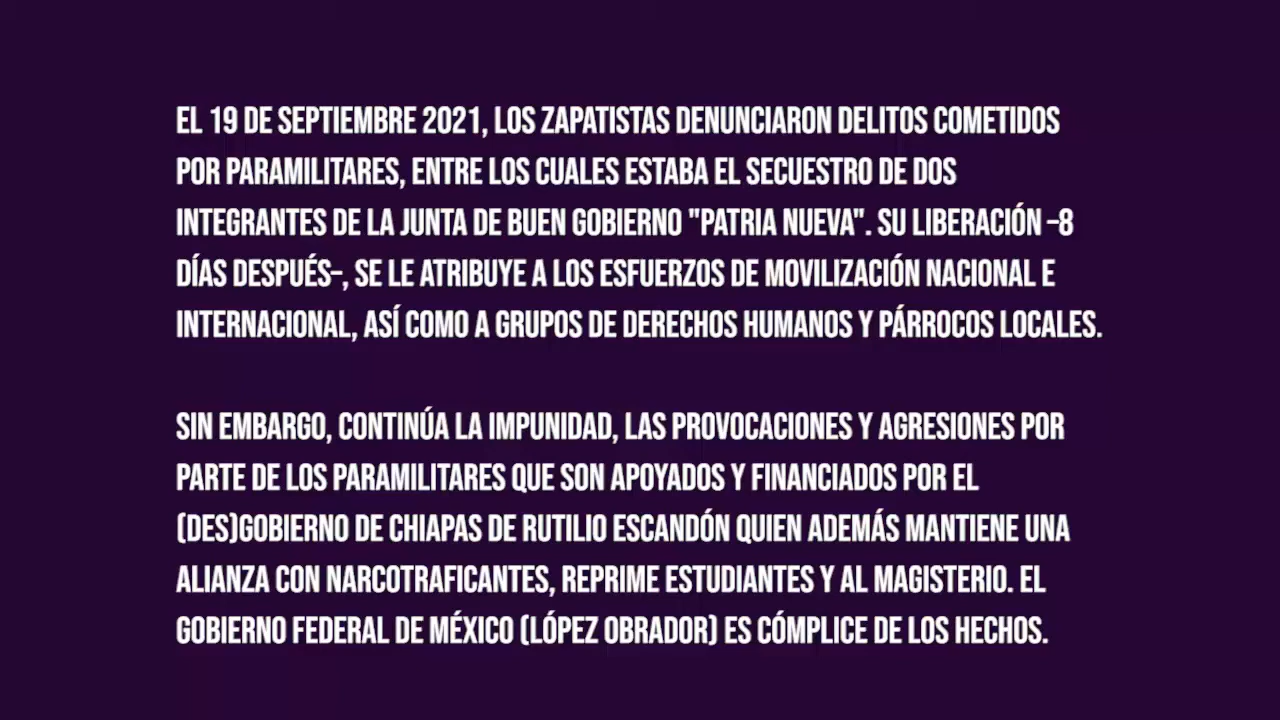 EL 19 DE SEPTIEMBRE 2021, LOS ZAPATISTAS DENUNCIARON DELITOS COMETIDOS
POR PARAMILITARES, ENTRE LOS CUALES ESTABA EL SECUESTRO DE DOS
INTEGRANTES DE LA JUNTA DE BUEN GOBIERNO "PATRIA NUEVA". SU LIBERACIÓN –8
DÍAS DESPUÉS–, SE LE ATRIBUYE A LOS ESFUERZOS DE MOVILIZACIÓN NACIONAL E
INTERNACIONAL, ASÍ COMO A GRUPOS DE DERECHOS HUMANOS Y PÁRROCOS LOCALES.
SIN EMBARGO, CONTINÚA LA IMPUNIDAD, LAS PROVOCACIONES Y AGRESIONES POR
PARTE DE LOS PARAMILITARES QUE SON APOYADOS Y FINANCIADOS POR EL
(DES)GOBIERNO DE CHIAPAS DE RUTILIO ESCANDÓN QUIEN ADEMÁS MANTIENE UNA
ALIANZA CON NARCOTRAFICANTES, REPRIME ESTUDIANTES Y AL MAGISTERIO. EL
GOBIERNO FEDERAL DE MÉXICO (LÓPEZ OBRADOR) ES CÓMPLICE DE LOS HECHOS.